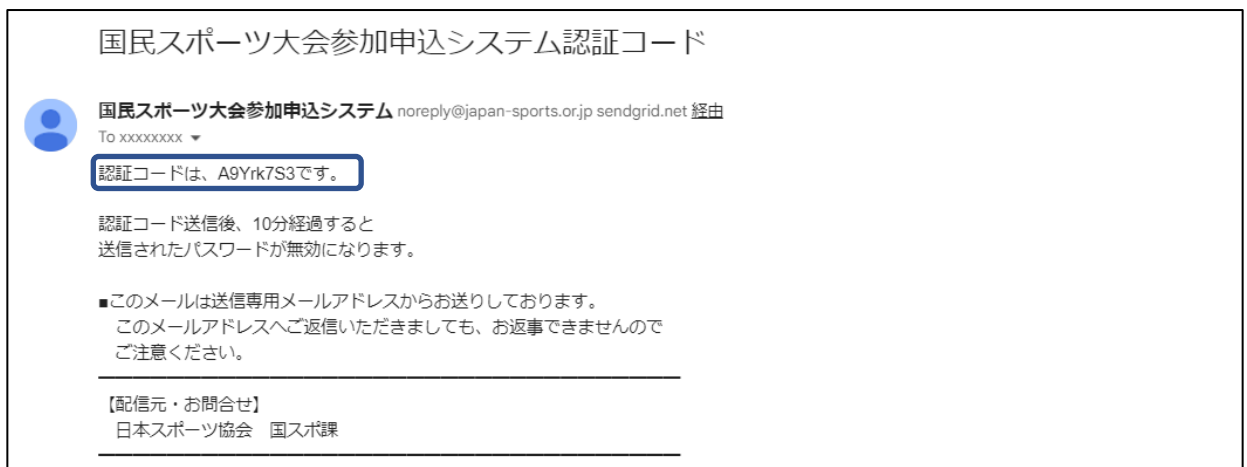 国民スポーツ大会参加申込システム認証コード
国民スポーツ大会参加申込システム noreply@japan-sports.or.jp sendgrid.net 経由
To xxxxxxxx
認証コードは、A9Yrk7S3です。
認証コード送信後、10分経過すると
送信されたパスワードが無効になります。
■このメールは送信専用メールアドレスからお送りしております。
このメールアドレスへご返信いただきましても、お返事できませんので
ご注意ください。
【配信元・お問合せ】
日本スポーツ協会 国スポ課